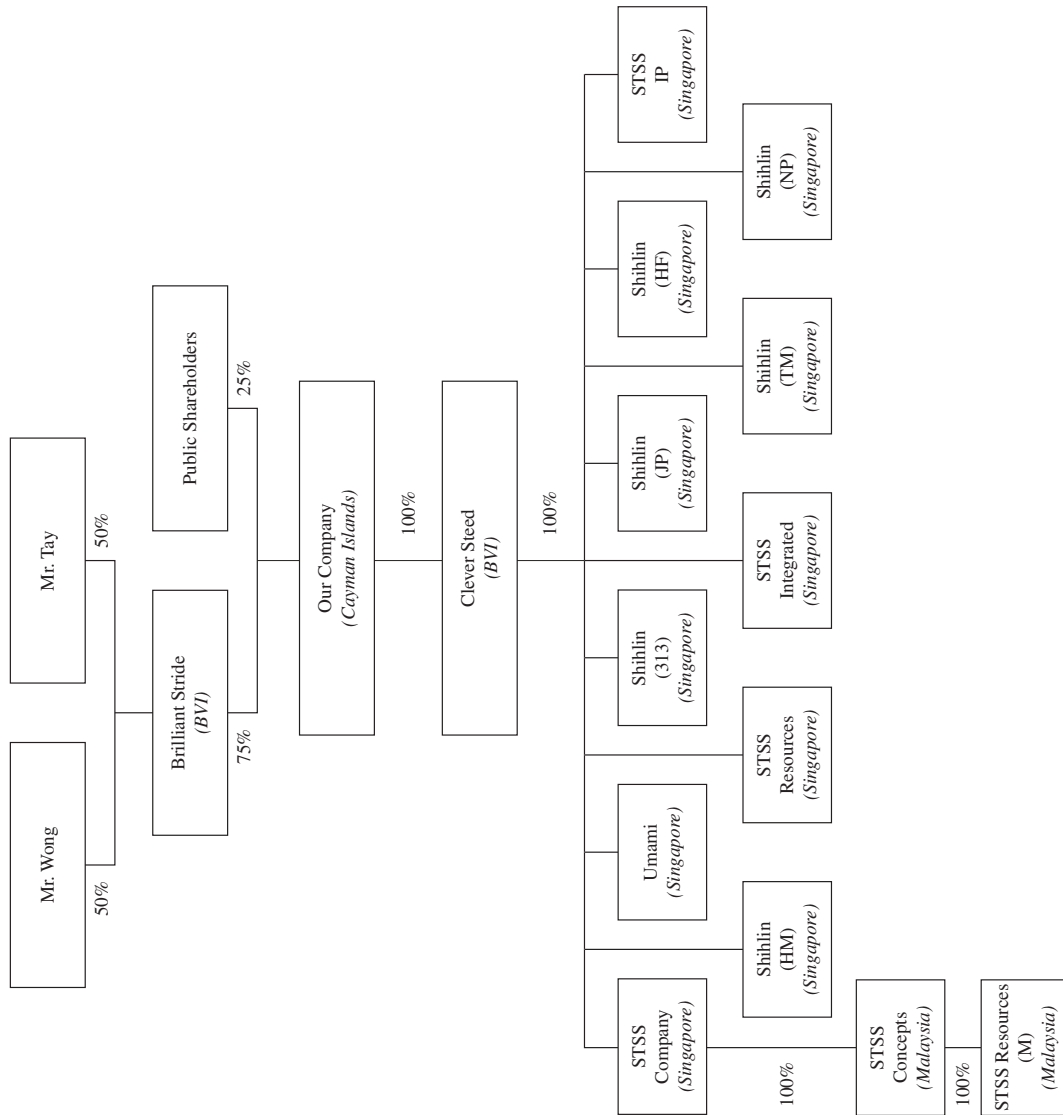 Mr. Wong
Mr. Tay
50%
50%
Brilliant Stride
(BVI)
Public Shareholders
75%
25%
Our Company
(Cayman Islands)
100%
Clever Steed
(BVI)
100%
STSS
Company
(Singapore)
Umami
(Singapore)
Shihlin
(313)
(Singapore)
Shihlin
(JP)
(Singapore)
Shihlin
(HF)
(Singapore)
STSS
IP
(Singapore)
Shihlin
(HM)
(Singapore)
STSS
Resources
(Singapore)
STSS
Integrated
(Singapore)
Shihlin
(TM)
(Singapore)
Shihlin
(NP)
(Singapore)
100%
STSS
Concepts
(Malaysia)
100%
STSS Resources
(M)
(Malaysia)